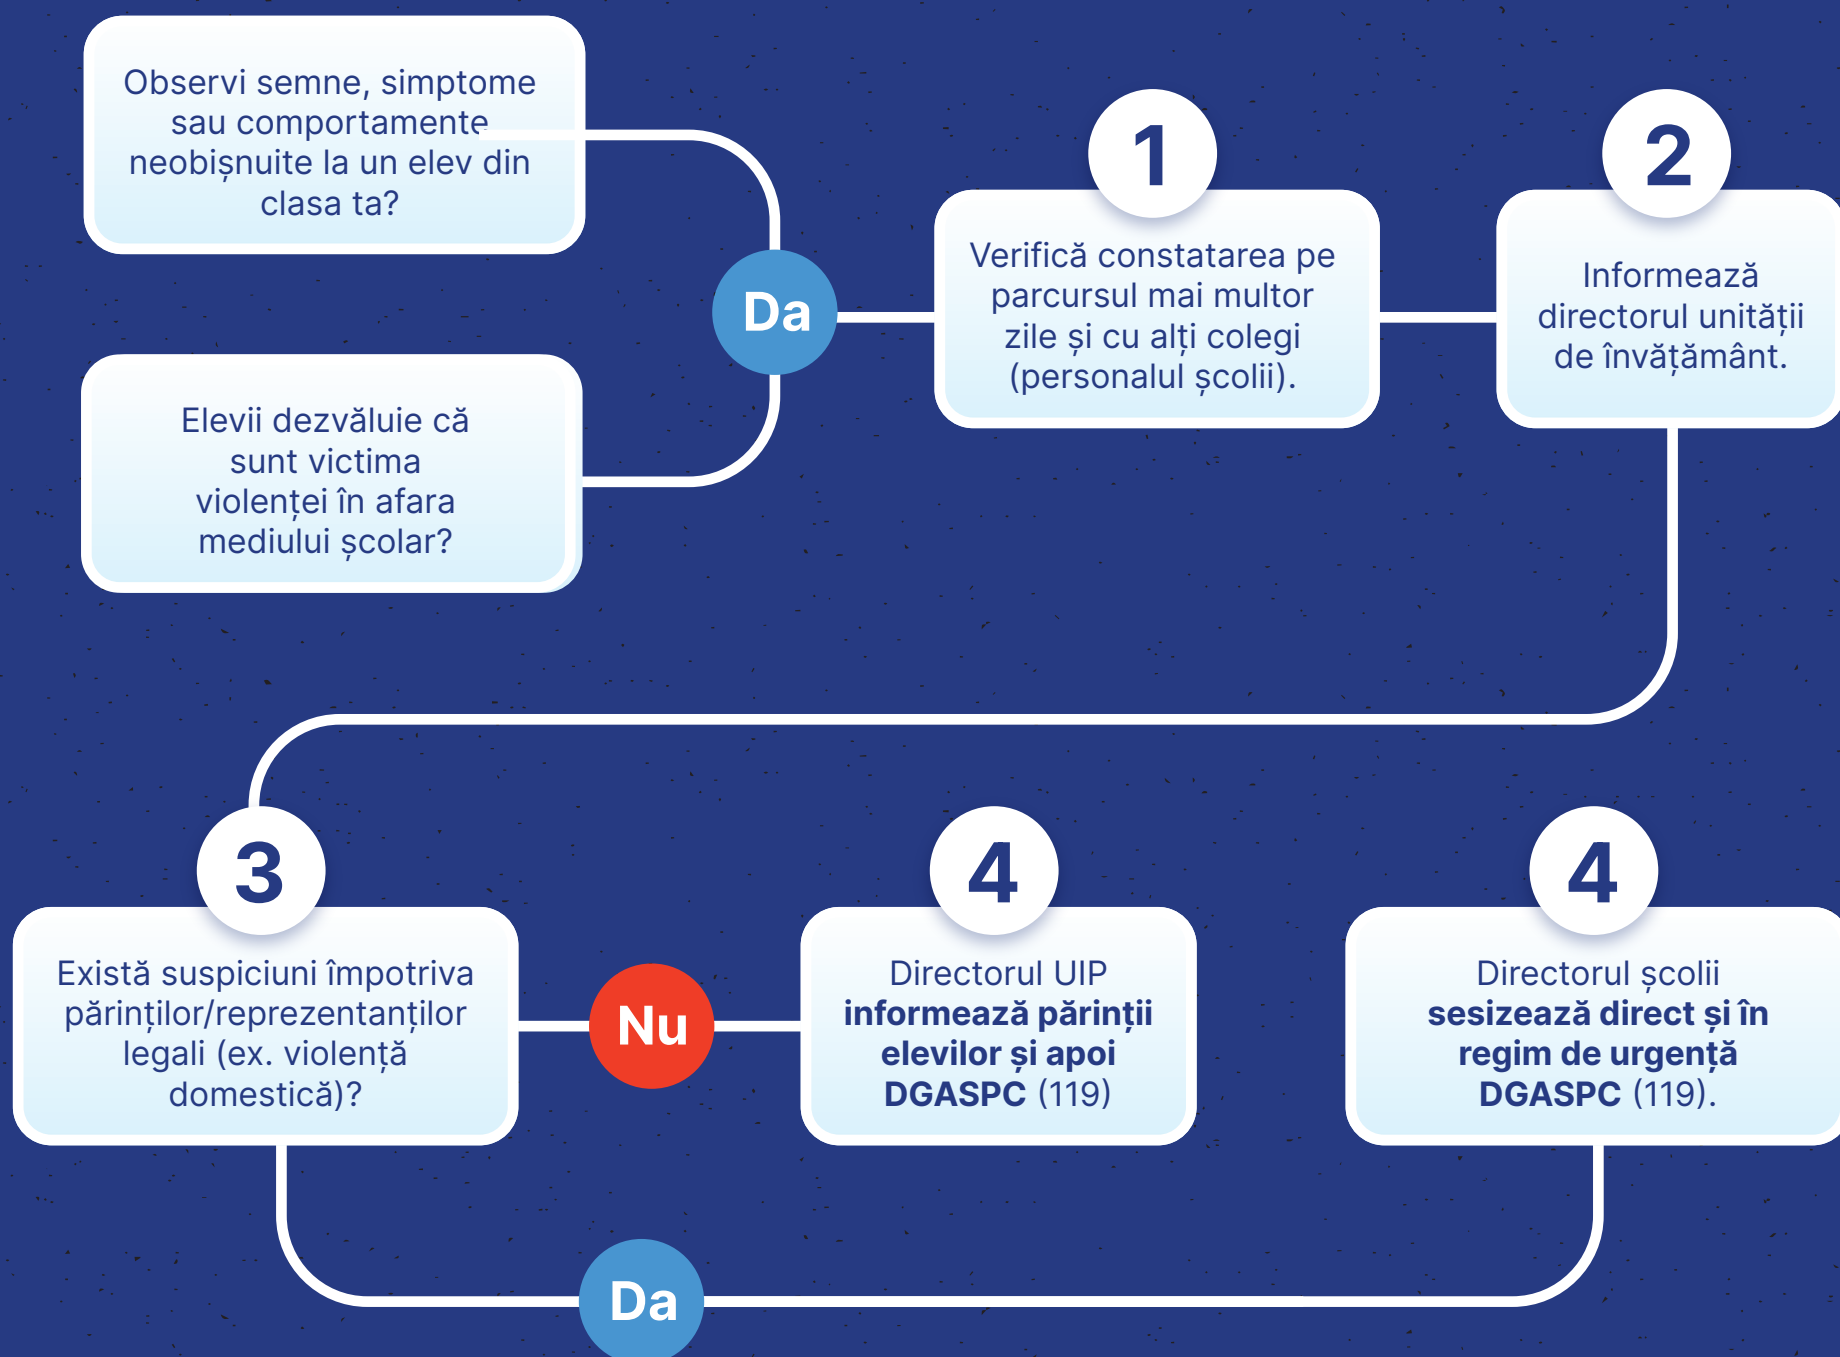 Observi semne, simptome
sau comportamente
neobișnuite la un elev din
clasa ta?
Elevii dezvăluie că
sunt victima
violenței în afara
mediului școlar?
Da
1
Verifică constatarea pe
parcursul mai multor
zile și cu alți colegi
(personalul școlii).
2
Informează
directorul unității
de învățământ.
3
Există suspiciuni împotriva
părinților/reprezentanților
legali (ex. violență
domestică)?
Nu
4
Directorul UIP
informează părinții
elevilor și apoi
DGASPC (119)
Da
4
Directorul școlii
sesizează direct și în
regim de urgență
DGASPC (119).